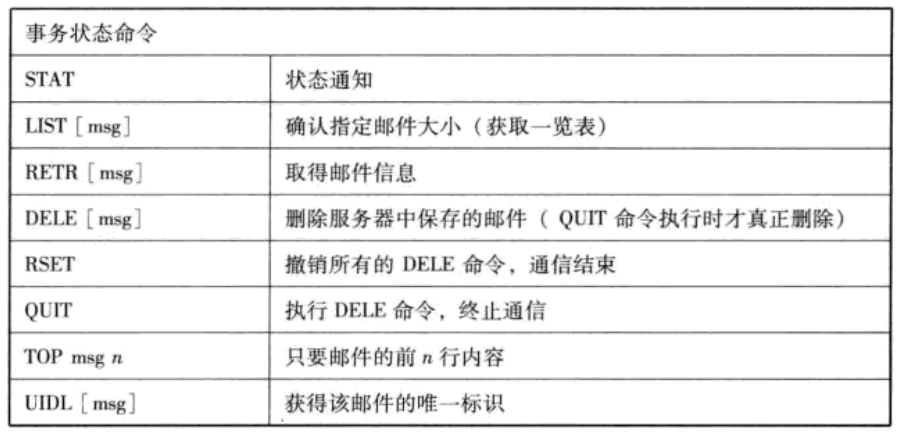 事务状态命令
STAT 状态通知
LIST [msg] 确认指定邮件大小（获取一览表）
RETR [msg] 取得邮件信息
DELE [msg] 删除服务器中保存的邮件（ QUIT 命令执行时才真正删除）
RSET 撤销所有的 DELE 命令，通信结束
QUIT 执行 DELE 命令，终止通信
TOP msg n 只要邮件的前 n 行内容
UIDL [msg] 获得该邮件的唯一标识